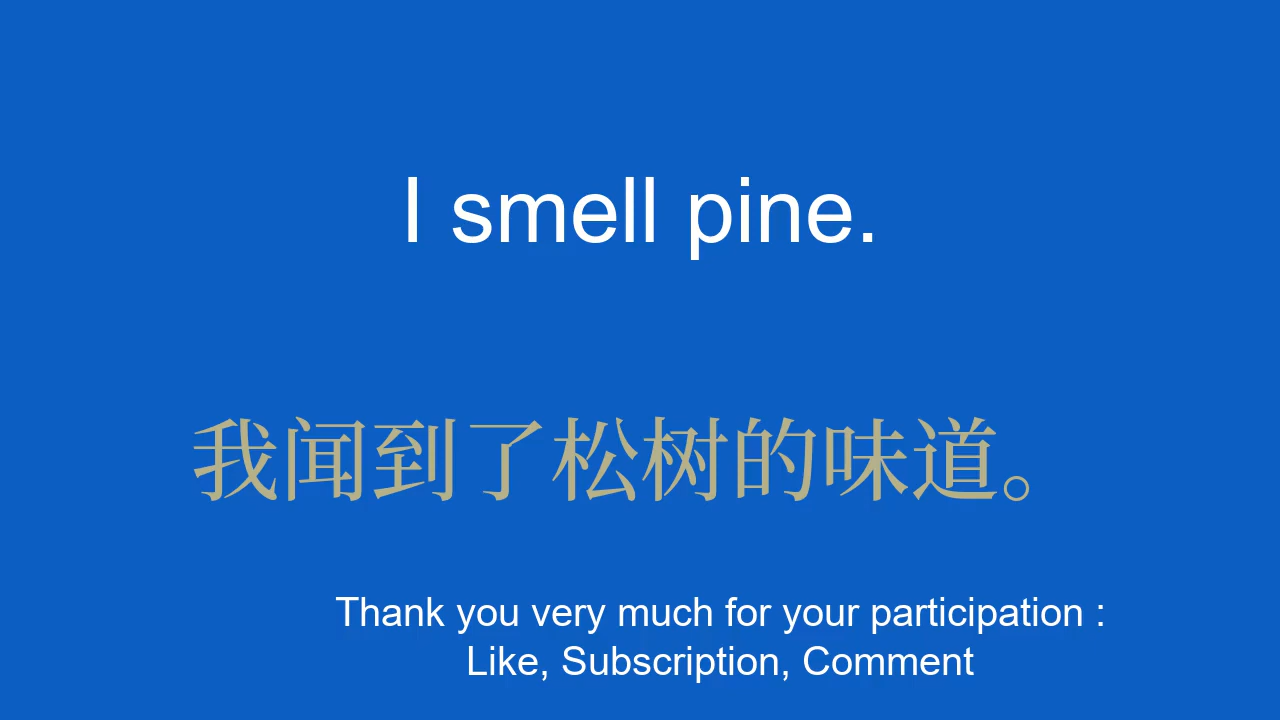 I smell pine.
我闻到了松树的味道。
Thank you very much for your participation :
Like, Subscription, Comment